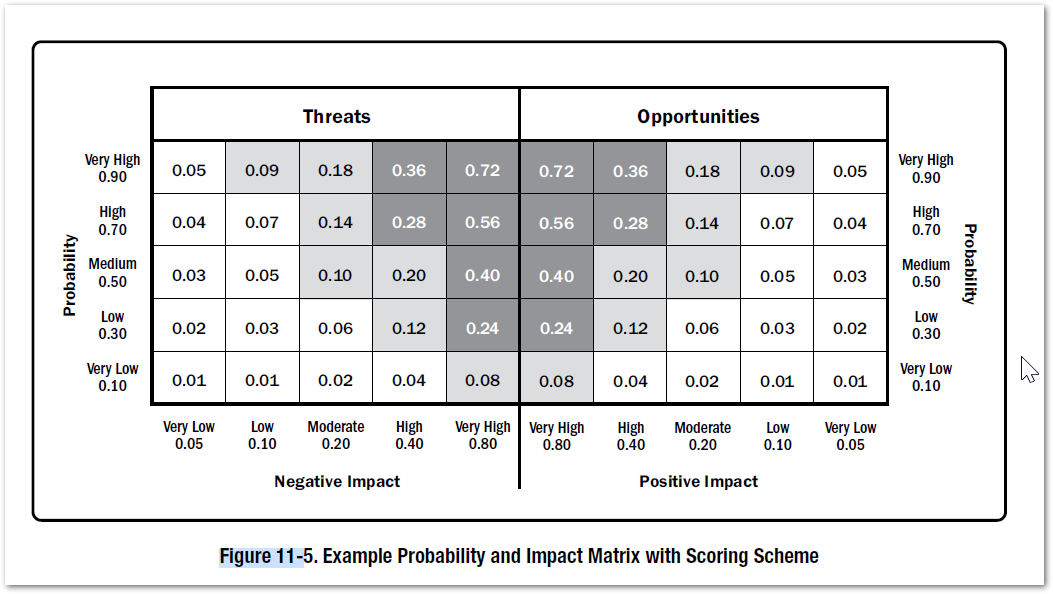 Threats Opportunities
Very High 0.05 0.09 0.18 0.36 0.72 0.72 0.36 0.18 0.09 0.05 Very High
0.90 0.90
High 0.04 0.07 0.14 0.28 0.56 0.56 0.28 0.14 0.07 0.04 High
0.70 0.70
Probability
Medium 0.03 0.05 0.10 0.20 0.40 0.40 0.20 0.10 0.05 0.03 Medium
0.50 0.50
Probability
Low 0.02 0.03 0.06 0.12 0.24 0.24 0.12 0.06 0.03 0.02 Low
0.30 0.30
Very Low 0.01 0.01 0.02 0.04 0.08 0.08 0.04 0.02 0.01 0.01 Very Low
0.10 0.10
Very Low Low Moderate High Very High Very High High Moderate Low Very Low
0.05 0.10 0.20 0.40 0.80 0.80 0.40 0.20 0.10 0.05
Negative Impact Positive Impact
Figure 11-5. Example Probability and Impact Matrix with Scoring Scheme